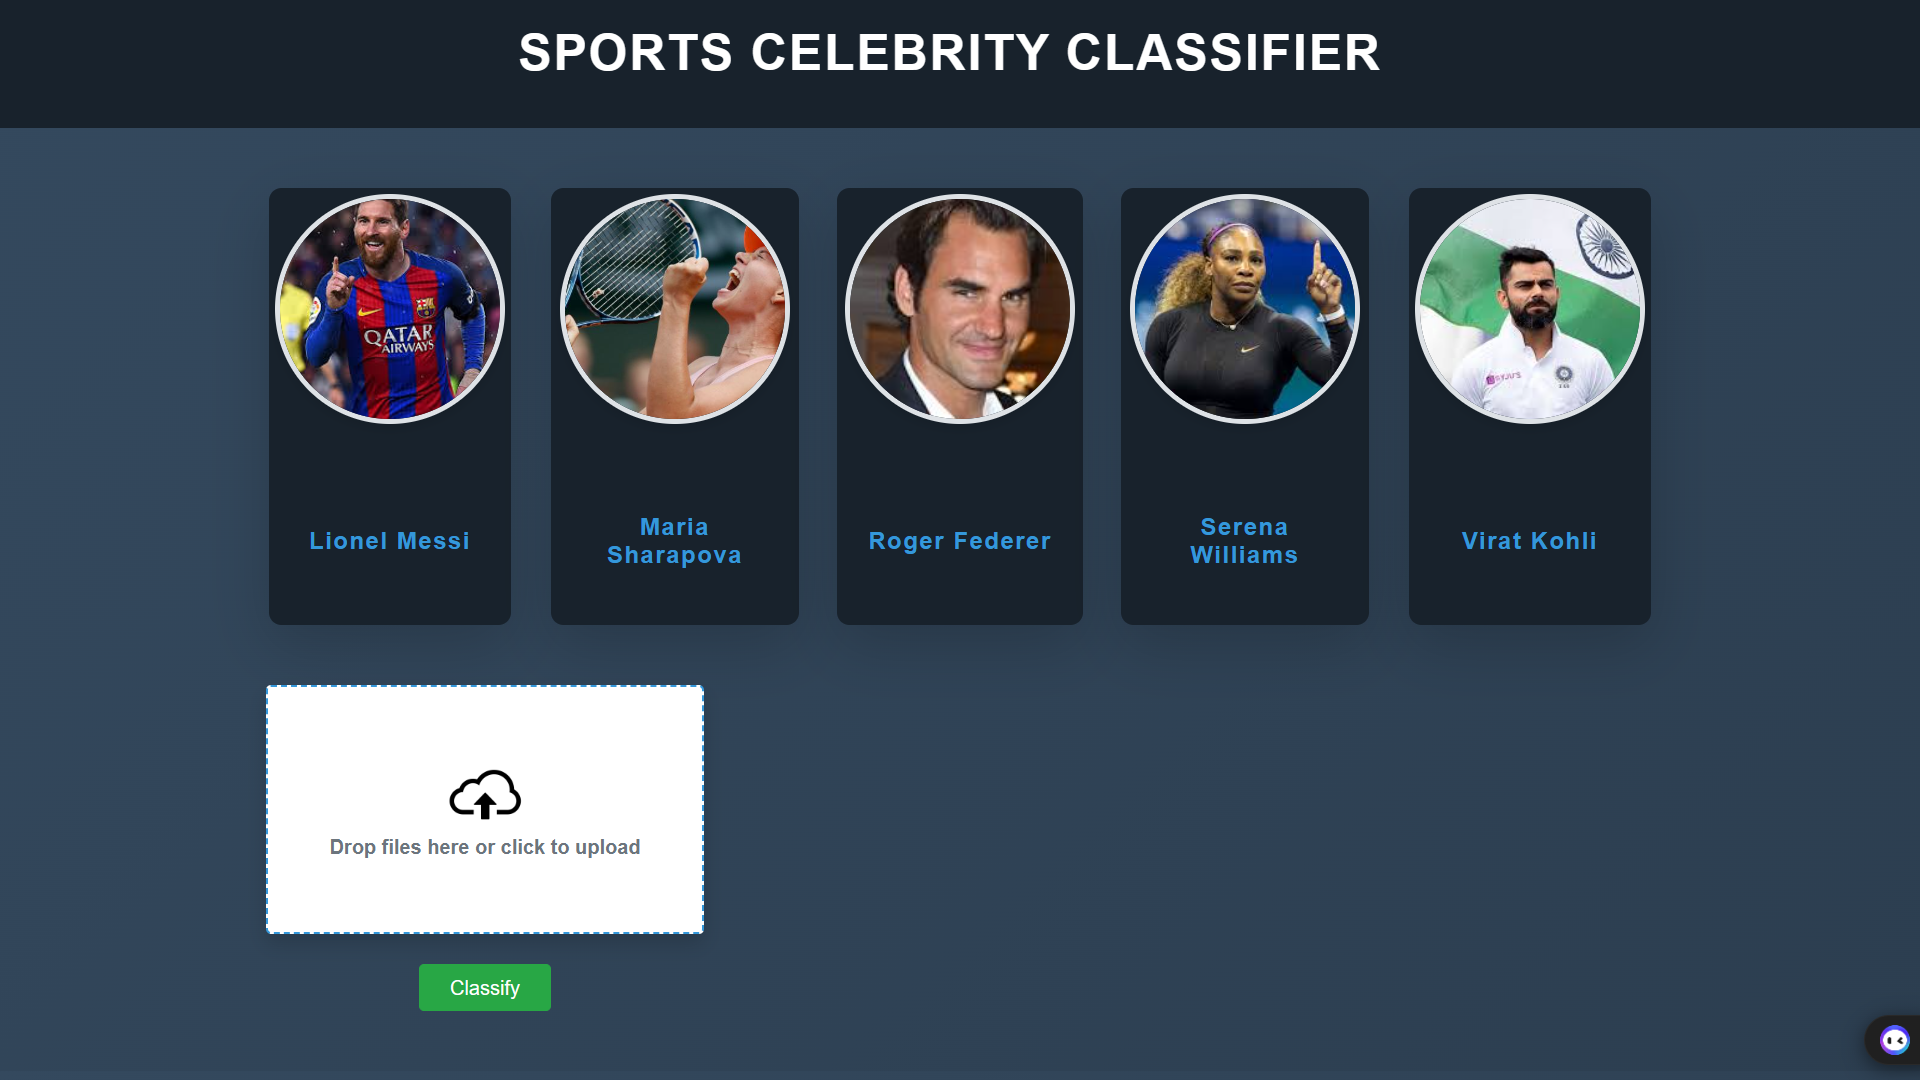 SPORTS CELEBRITY CLASSIFIER
QATAR
AIRWAYS
BYJU'S
Lionel Messi
Maria
Sharapova
Roger Federer
Serena
Williams
Virat Kohli
Drop files here or click to upload
Classify